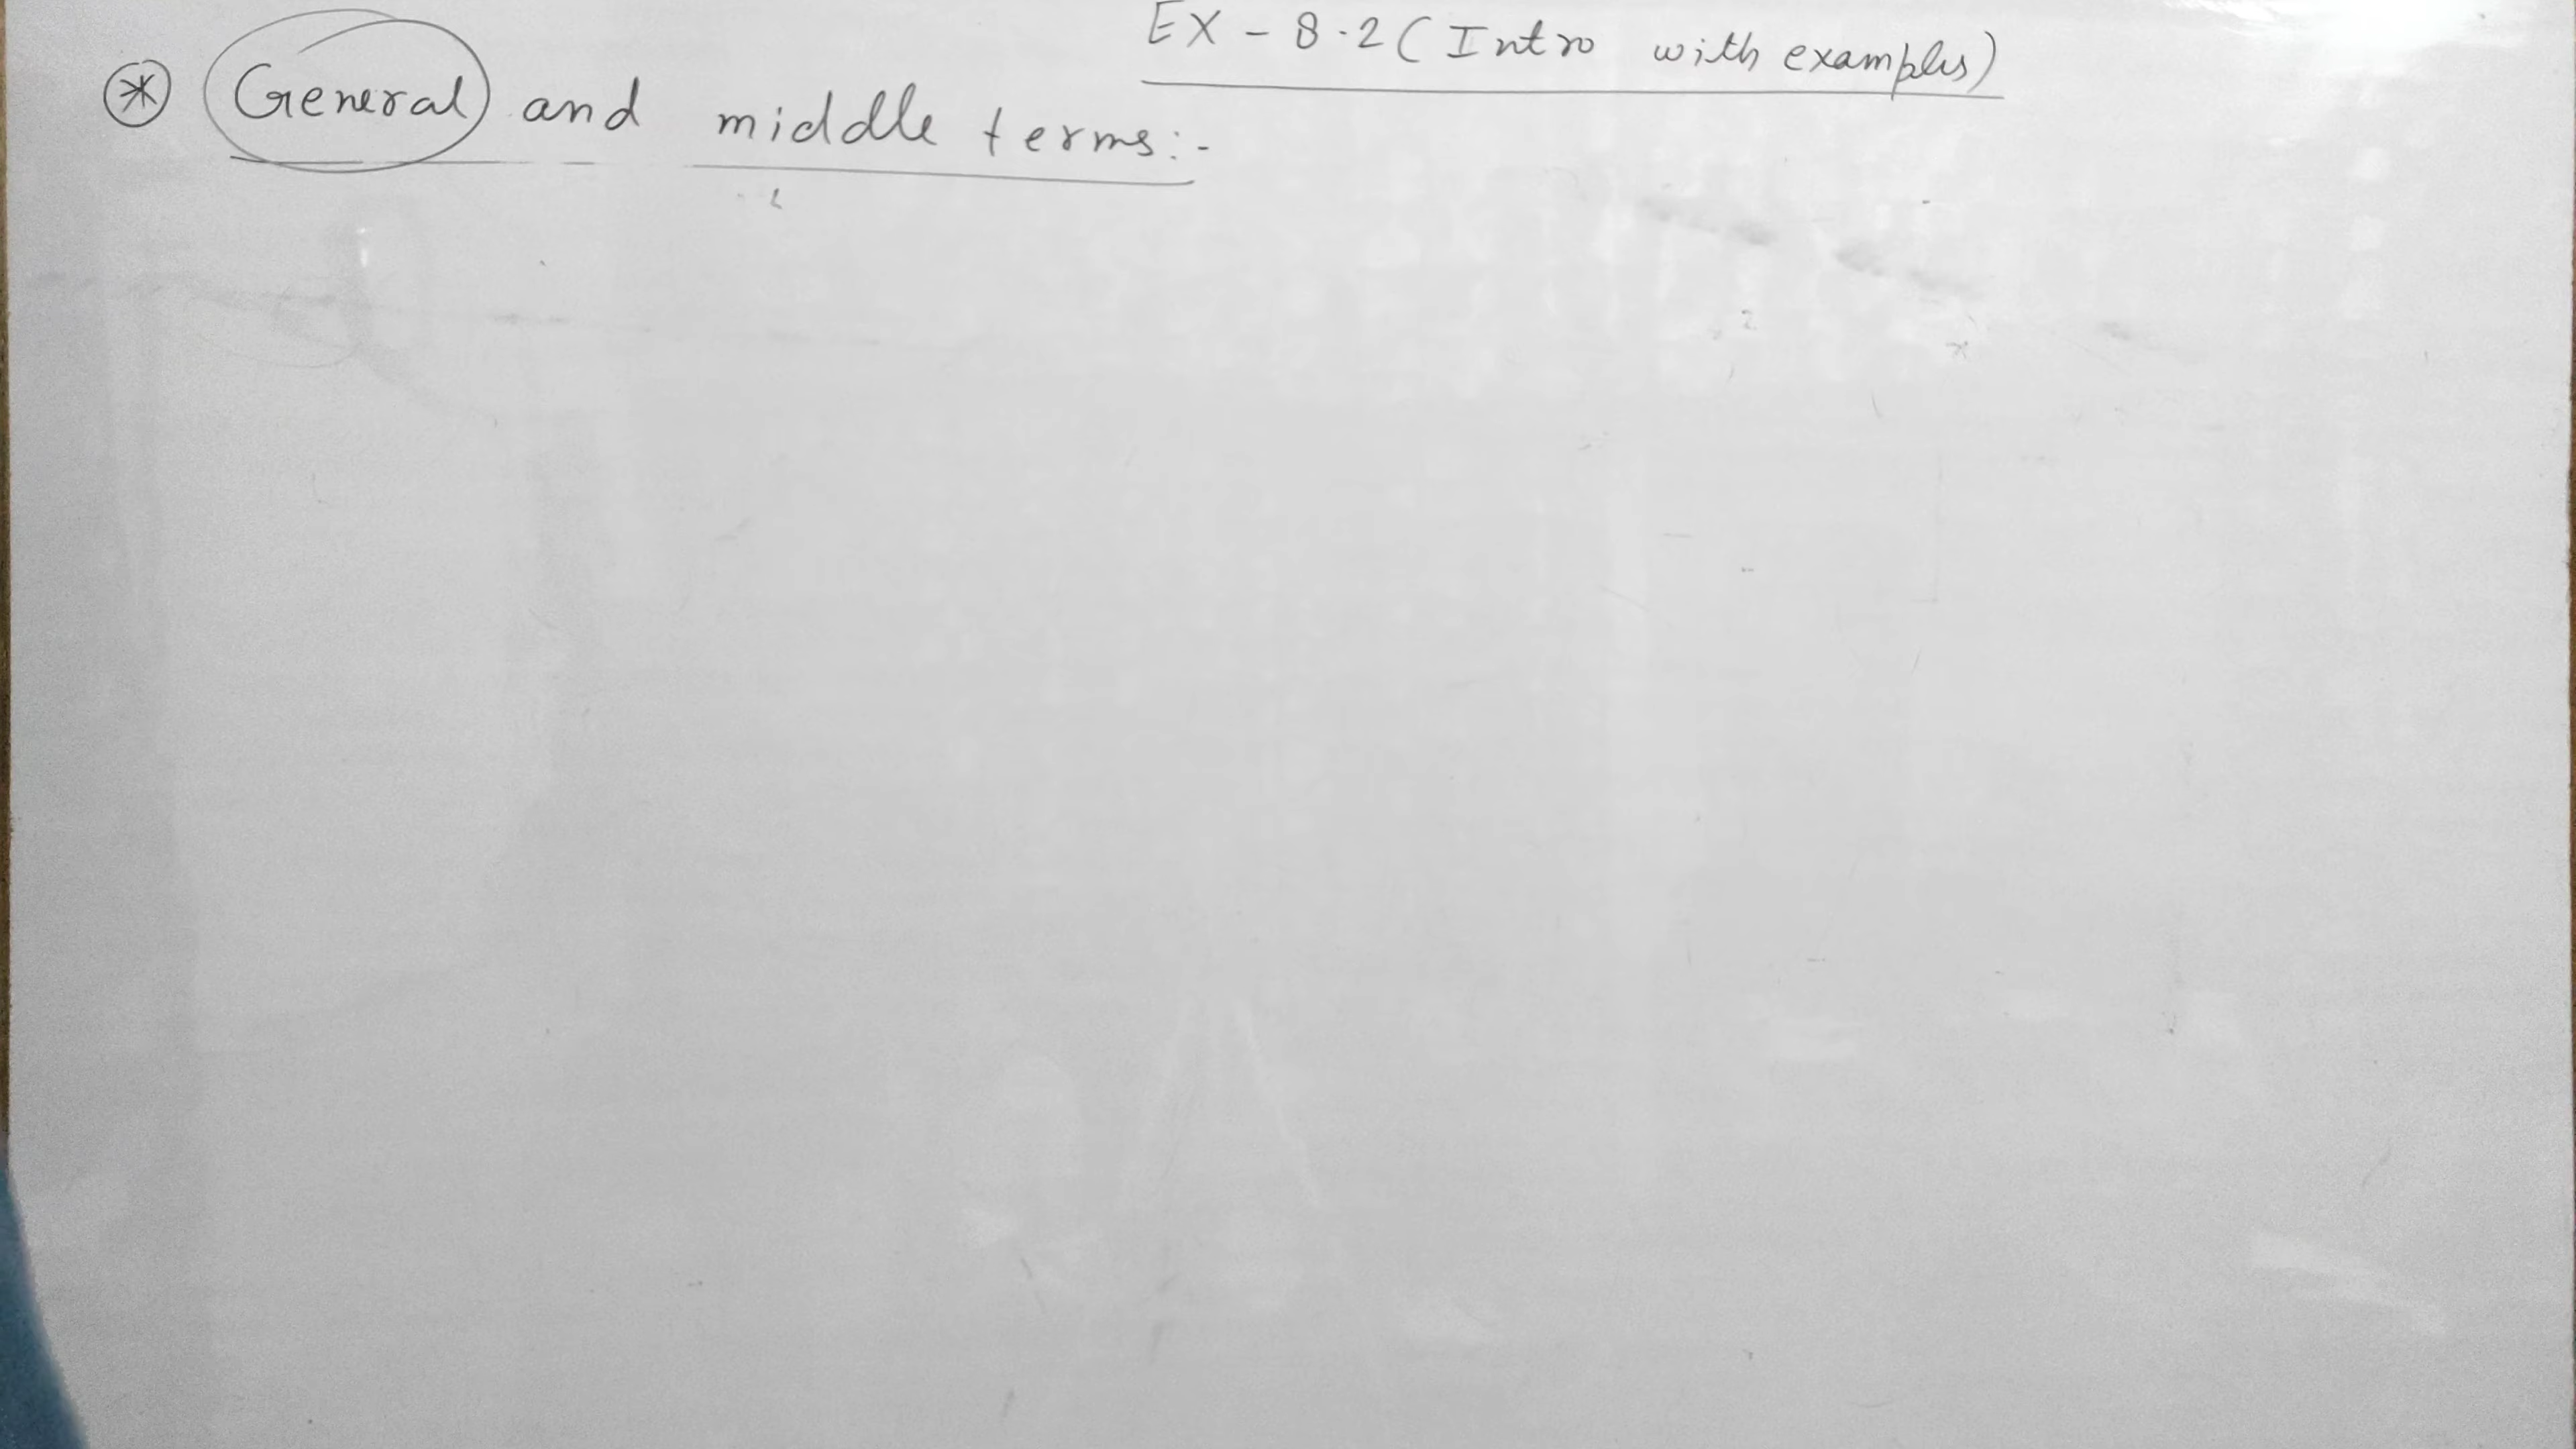 EX - 8.2 (Intro with examples)
* General and middle terms:-